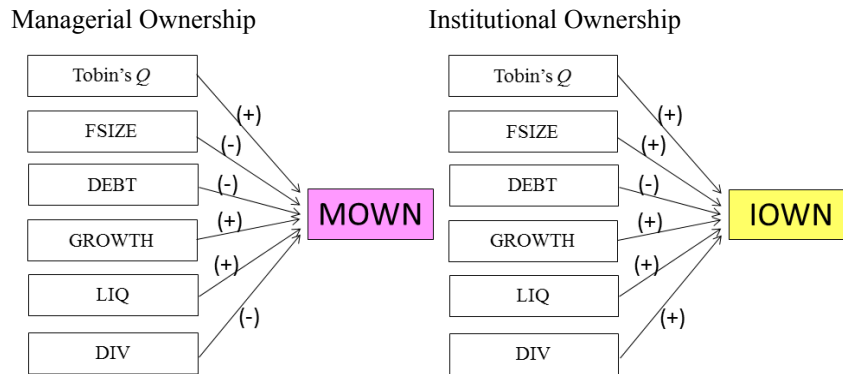 Managerial Ownership
Tobin's Q
(+)
FSIZE
(-)
DEBT
(-)
MOWN
GROWTH
(+)
(+)
LIQ
(-)
DIV
Institutional Ownership
Tobin's Q
(+)
FSIZE
(+)
DEBT
(-)
IOWN
GROWTH
(+)
(+)
LIQ
(+)
DIV